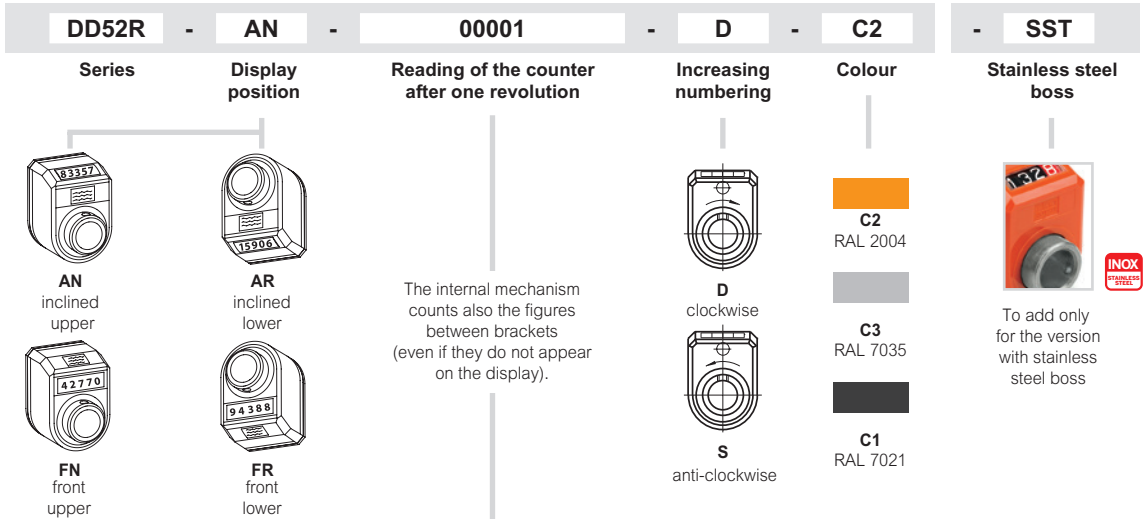 DD52R - AN - 00001 - D - C2 - SST
Series
Display
position
Reading of the counter
after one revolution
Increasing
numbering
Colour
Stainless steel
boss
83357
AN
inclined
upper
15906
AR
inclined
lower
42770
FN
front
upper
94388
FR
front
lower
The internal mechanism
counts also the figures
between brackets
(even if they do not appear
on the display).
D
clockwise
S
anti-clockwise
C2
RAL 2004
C3
RAL 7035
C1
RAL 7021
INOX
STAINLESS
STEEL
To add only
for the version
with stainless
steel boss